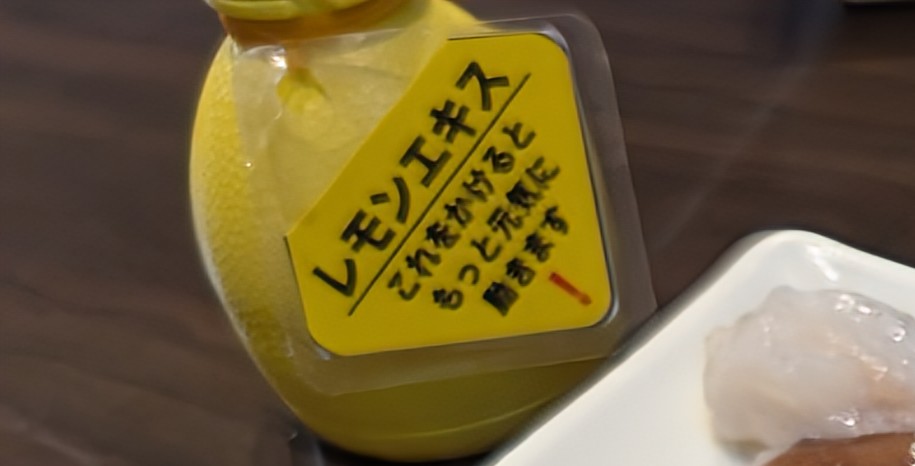 レモンエキス
これをかけると
もっと元気に
動きます!